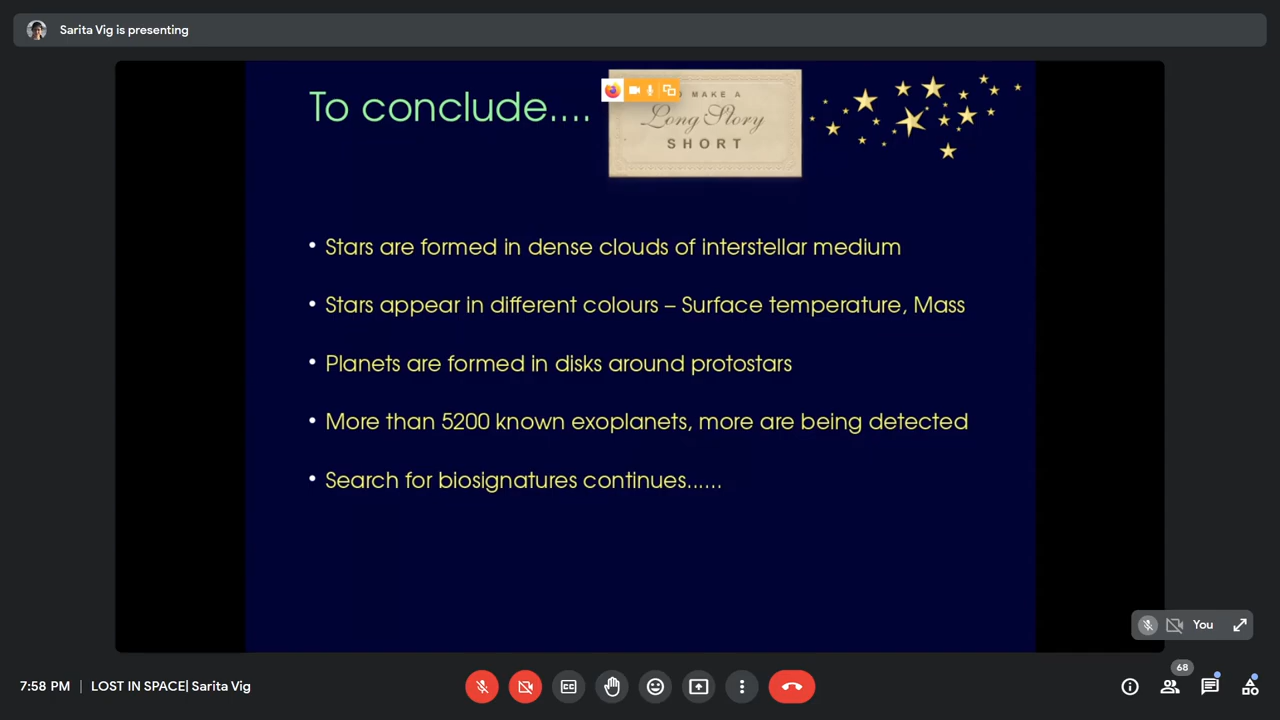 Sarita Vig is presenting
To conclude....
MAKE A
Long Story
SHORT
• Stars are formed in dense clouds of interstellar medium
• Stars appear in different colours – Surface temperature, Mass
• Planets are formed in disks around protostars
• More than 5200 known exoplanets, more are being detected
• Search for biosignatures continues......
You
68
7:58 PM | LOST IN SPACE| Sarita Vig